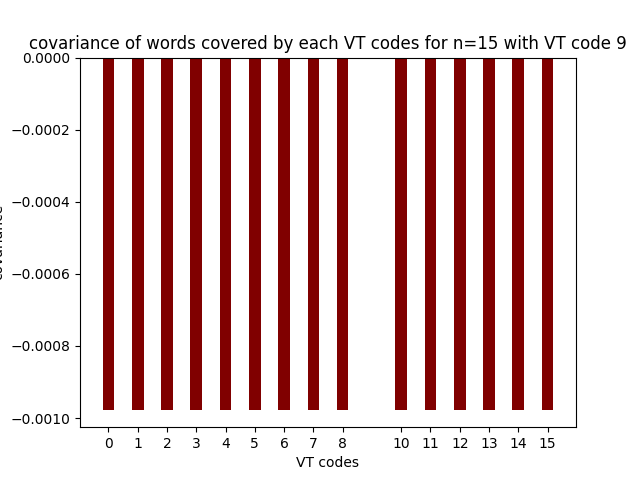 covariance of words covered by each VT codes for n=15 with VT code 9
0.0000
−0.0002
−0.0004
−0.0006
−0.0008
−0.0010
0 1 2 3 4 5 6 7 8 10 11 12 13 14 15
VT codes